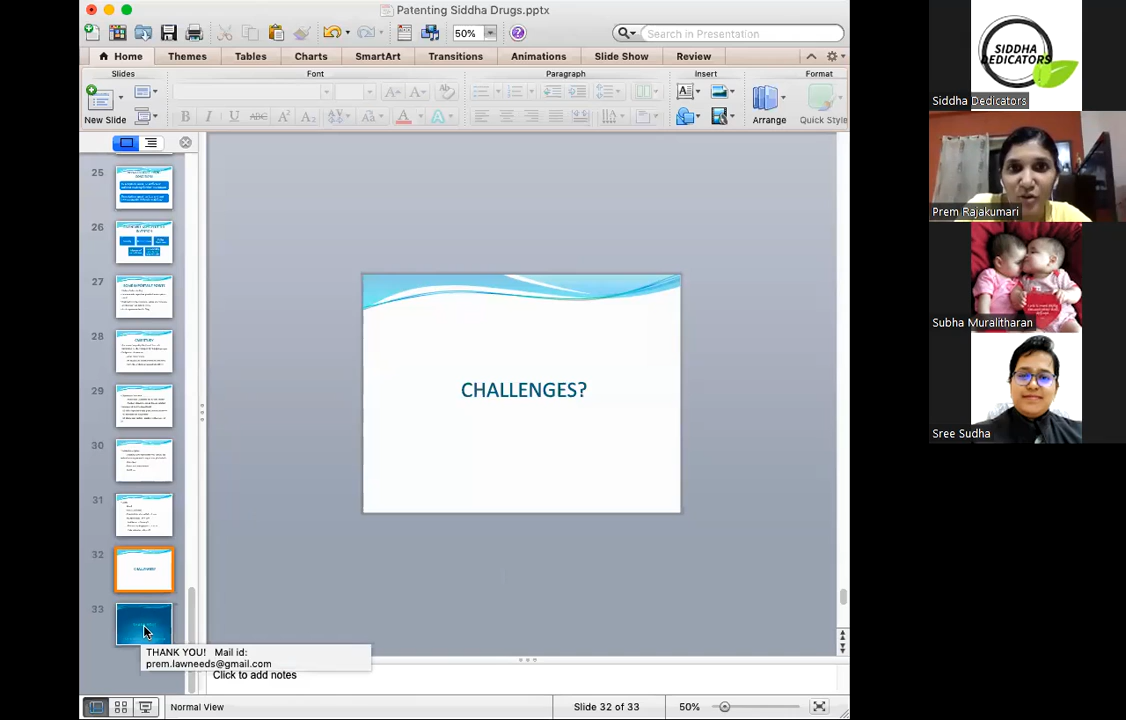 Patenting Siddha Drugs.pptx
50%
Search in Presentation
Home Themes Tables Charts SmartArt Transitions Animations Slide Show Review
Slides Font Paragraph Insert Format
New Slide
B I U ABC A² A₂
Arrange
Quick Style
25
26
27
28
29
30
31
32
33
CHALLENGES?
THANK YOU! Mail id:
prem.lawneeds@gmail.com
Click to add notes
Normal View
Slide 32 of 33
50%
SIDDHA
DEDICATORS
Siddha Dedicators
Prem Rajakumari
Subha Muralitharan
Sree Sudha